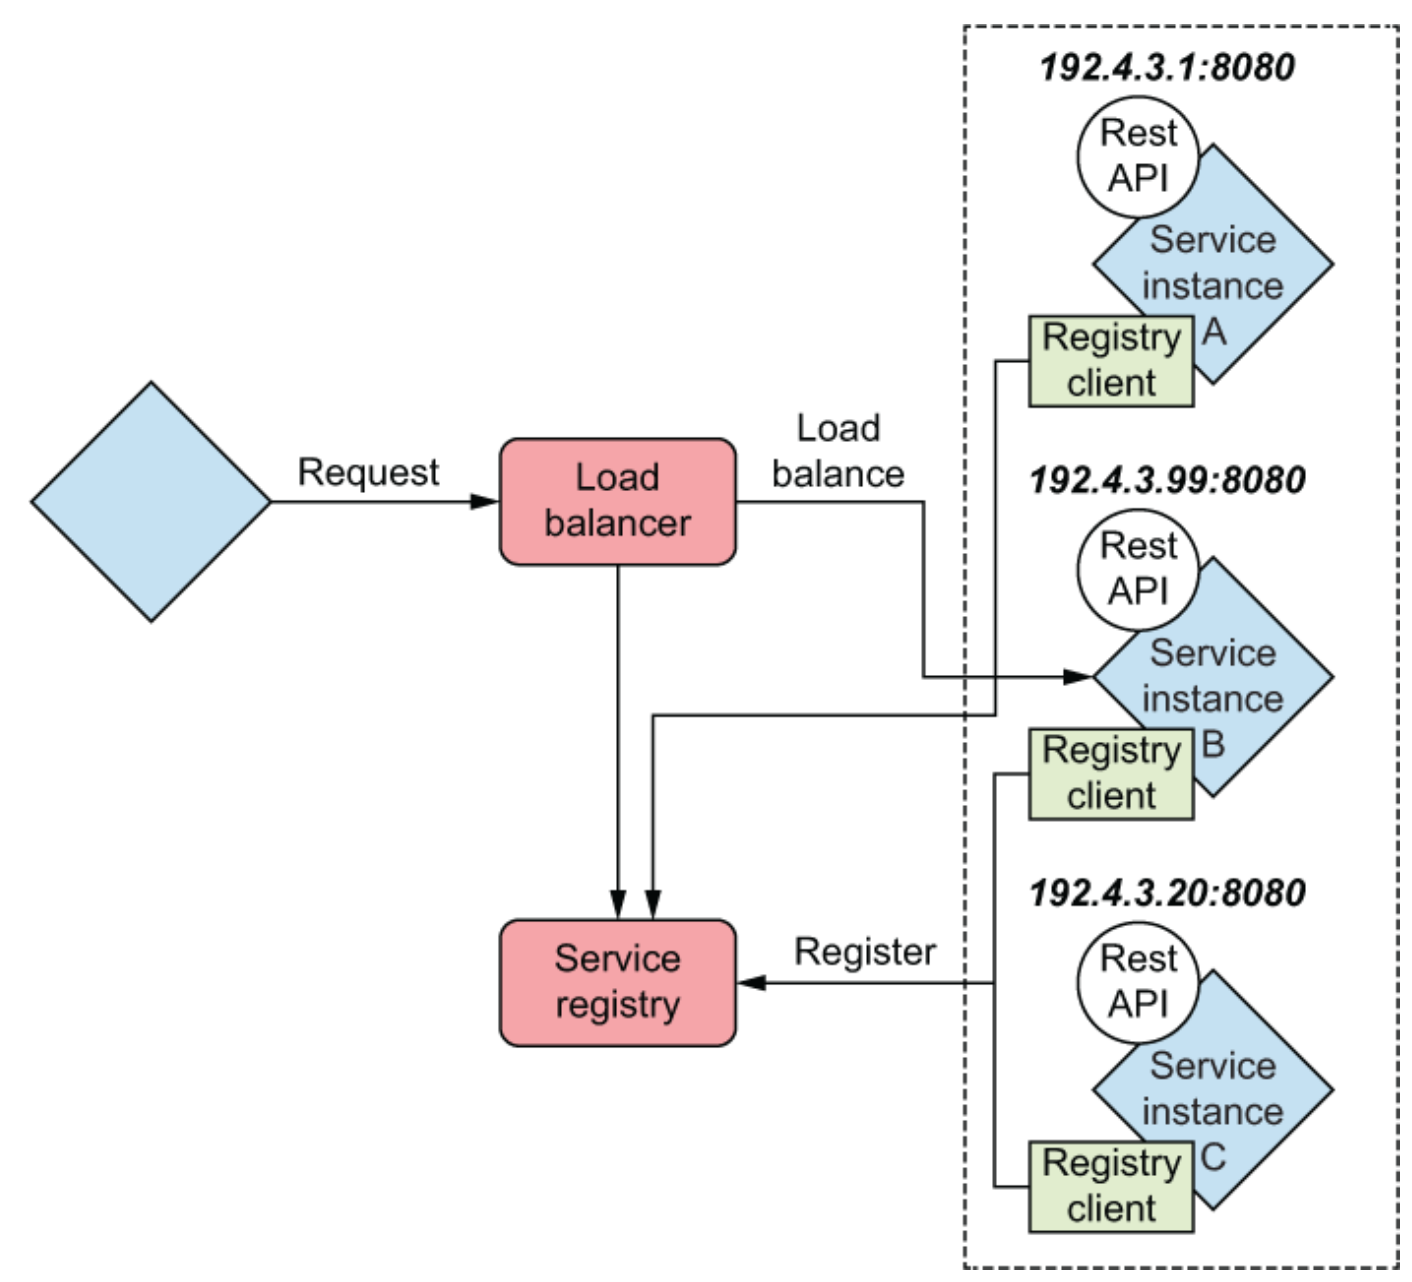 192.4.3.1:8080
Rest
API
Service
instance
A
Registry
client
Request
Load
balancer
Load
balance
192.4.3.99:8080
Rest
API
Service
instance
B
Registry
client
Service
registry
Register
192.4.3.20:8080
Rest
API
Service
instance
C
Registry
client